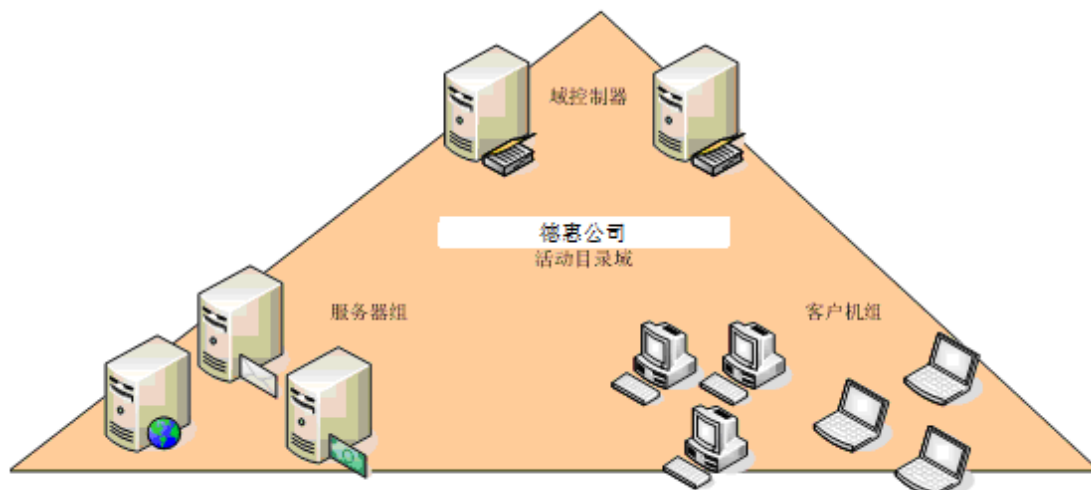 域控制器
德惠公司
活动目录域
服务器组
客户机组